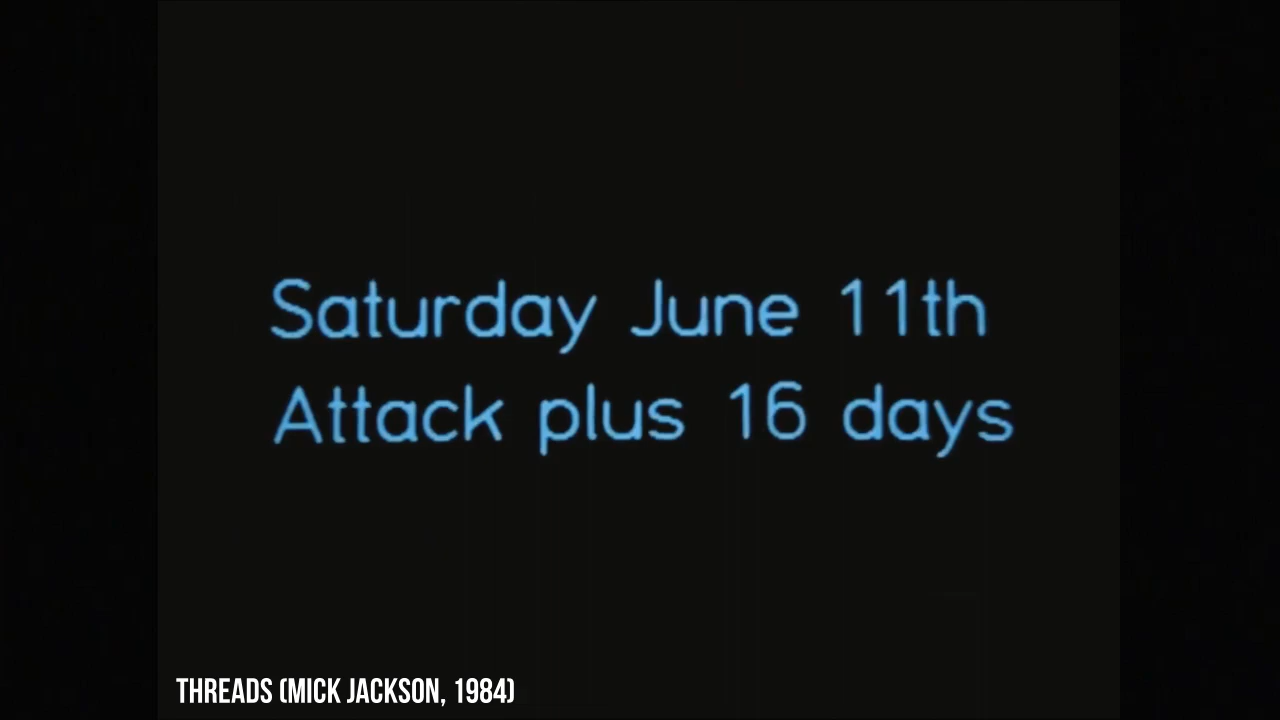 Saturday June 11th
Attack plus 16 days
THREADS (MICK JACKSON, 1984)